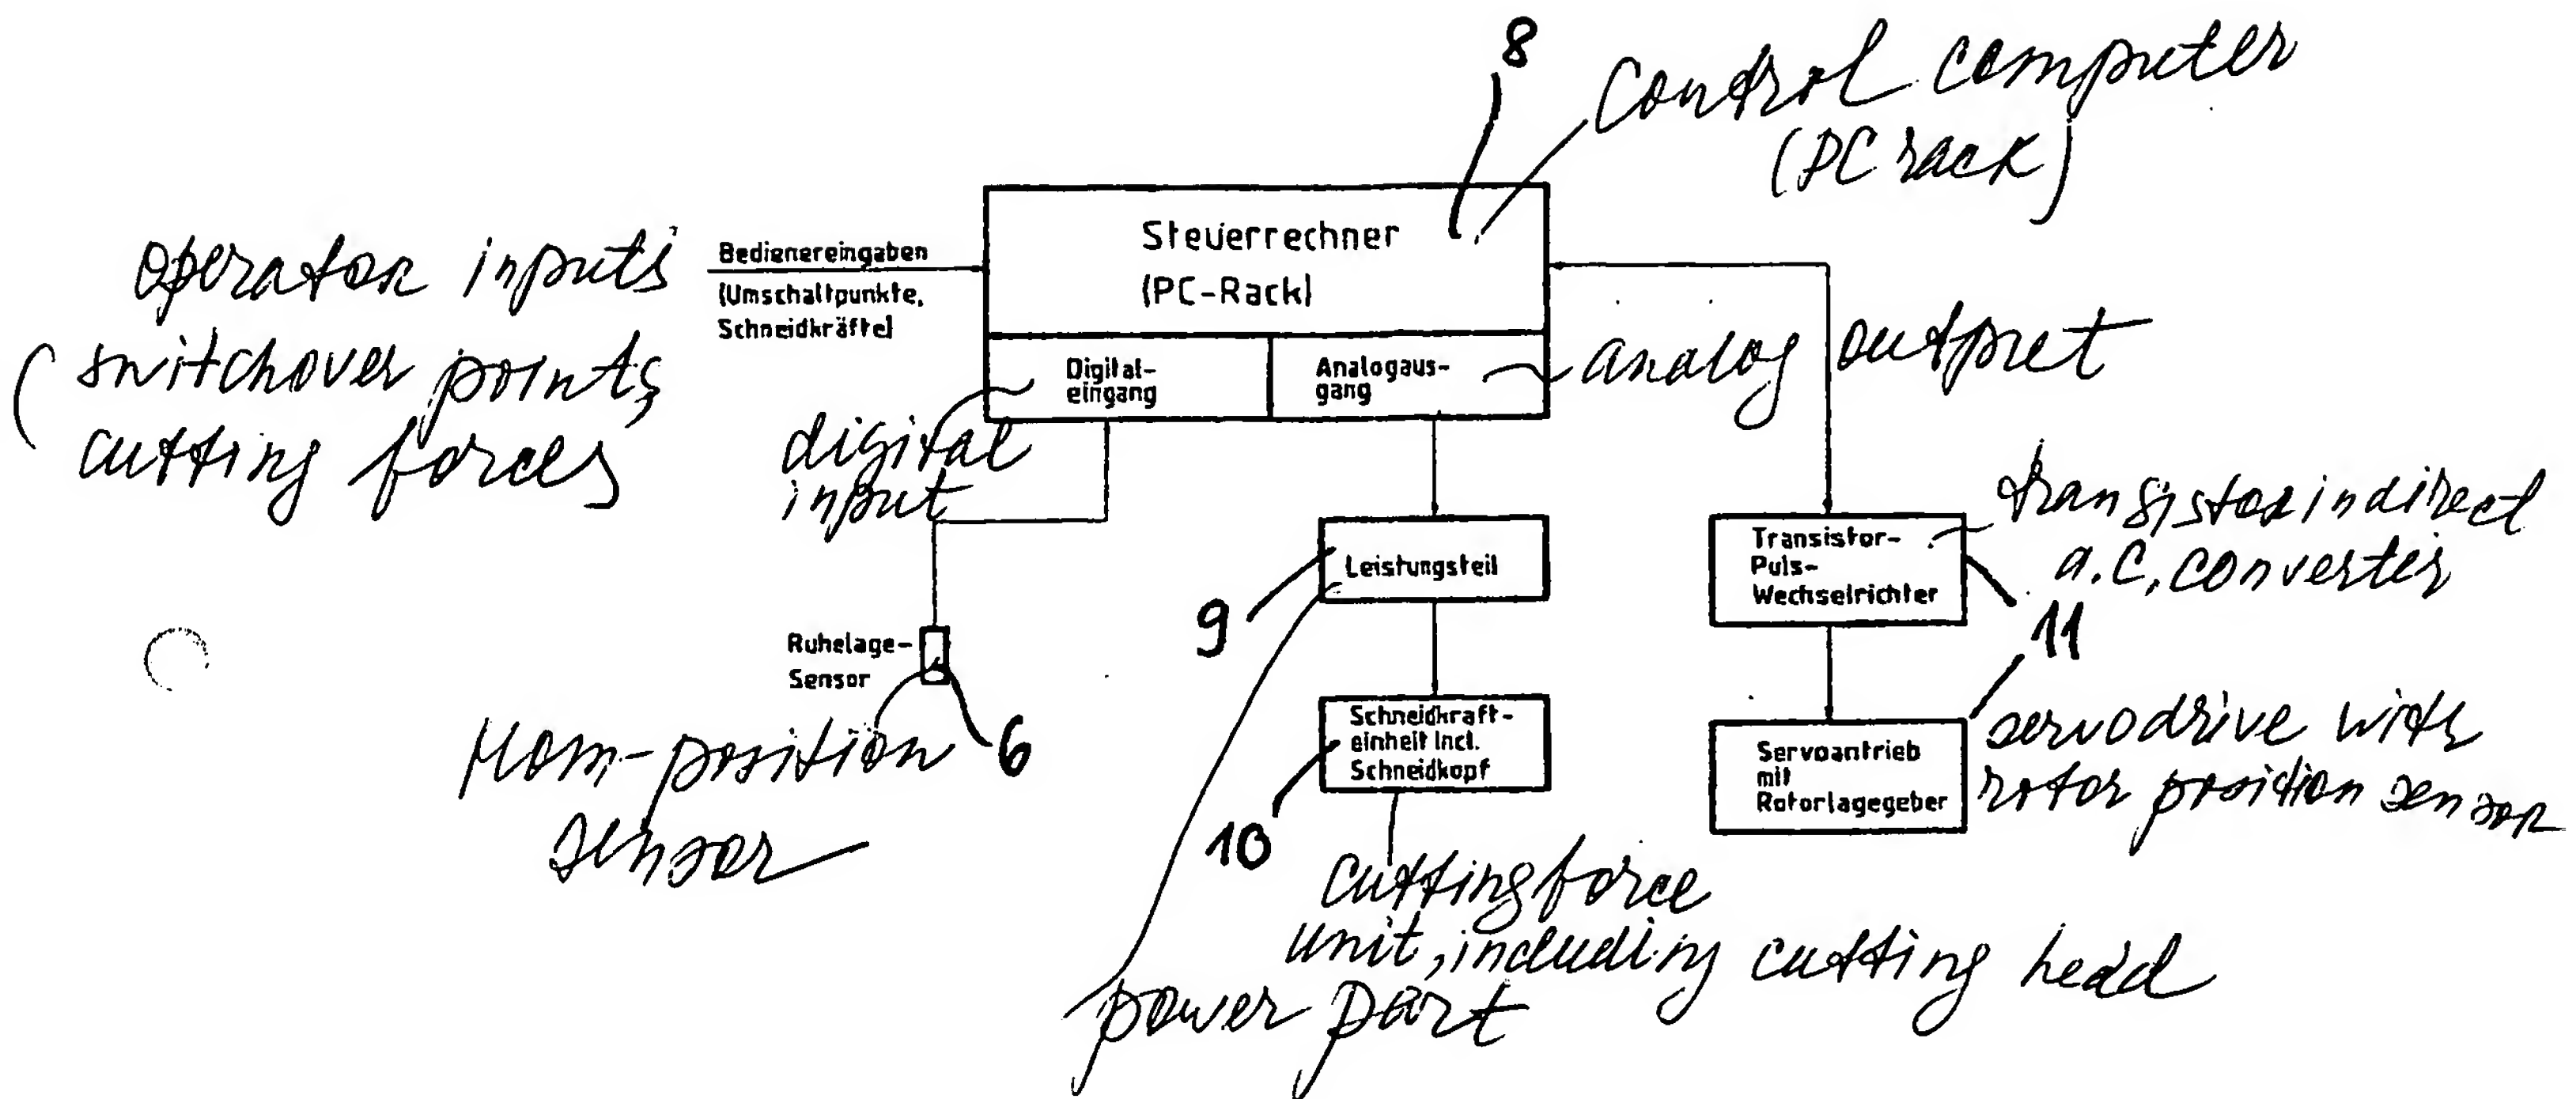 8
Control computer
(PC rack)
Steuerrechner
(PC-Rack)
Bedienereingaben
(Umschaltpunkte,
Schneidkräfte)
operator inputs
(switchover points,
cutting forces
Digital-
eingang
Analogaus-
gang
analog output
digital
input
Ruhelage-
Sensor
6
-position
sensor
9
Leistungsteil
power part
10
Schneidkraft-
einheit Incl.
Schneidkopf
cutting force
unit, including cutting head
Transistor-
Puls-
Wechselrichter
transistor indirect
a.c. converter
11
Servoantrieb
mit
Rotorlagegeber
servodrive with
rotor position sensor